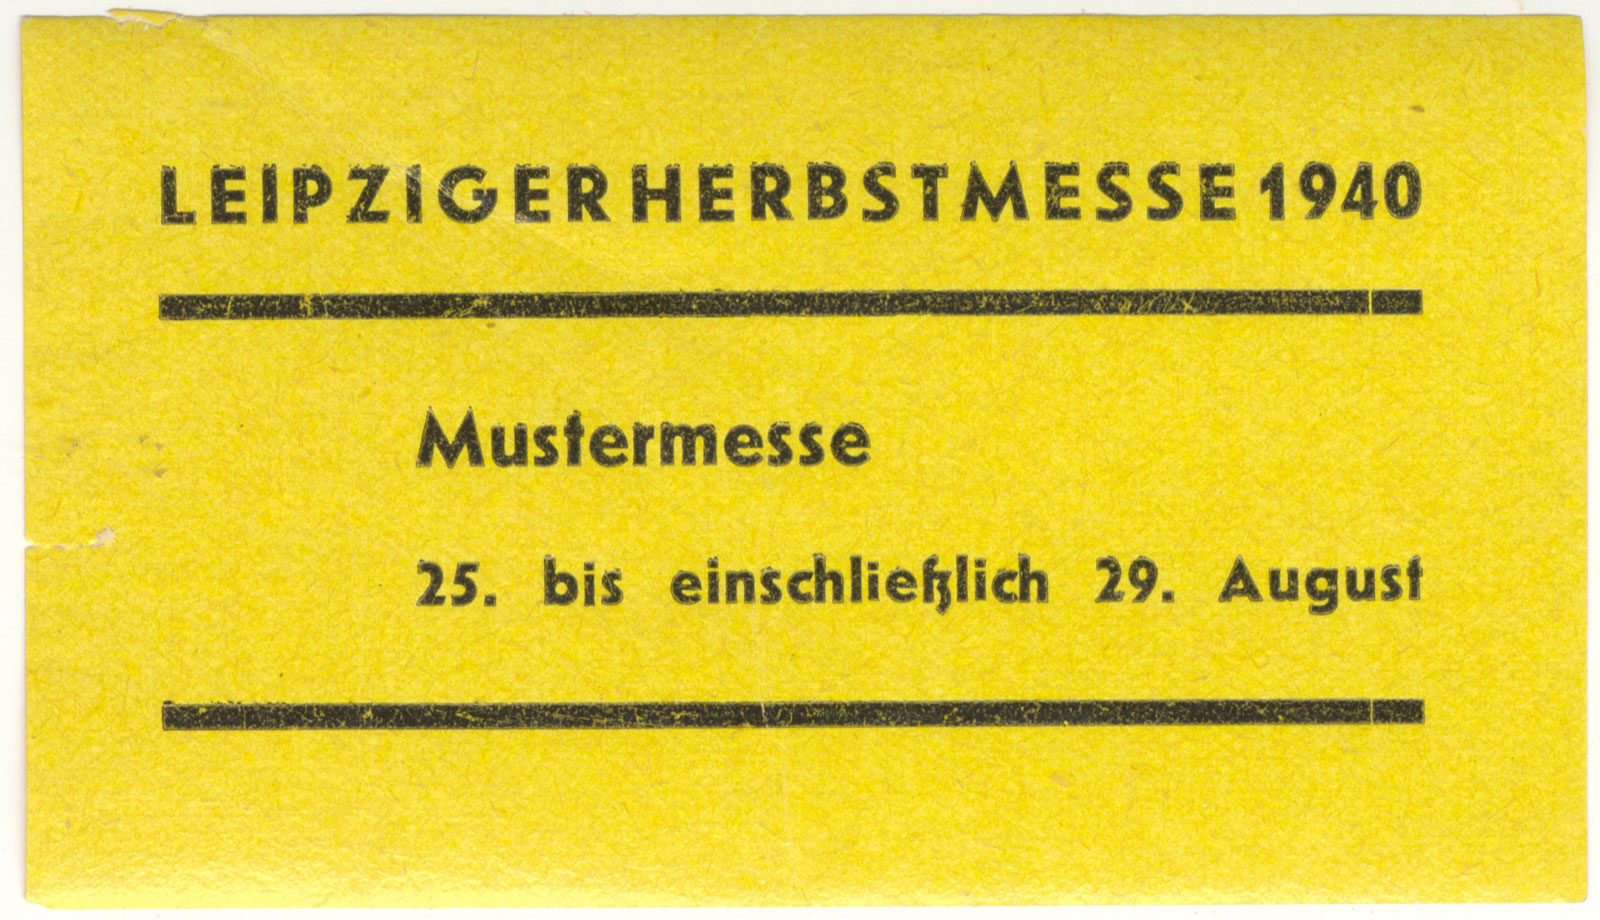 LEIPZIGER HERBSTMESSE 1940
Mustermesse
25. bis einschließlich 29. August